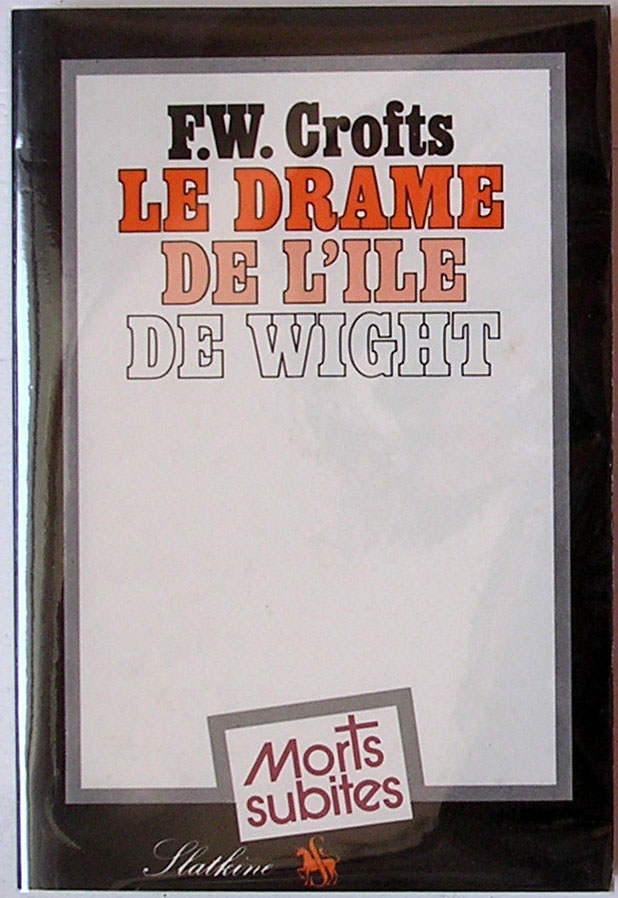 F.W. Crofts
LE DRAME
DE L'ILE
DE WIGHT
Morts
subites
Slatkine